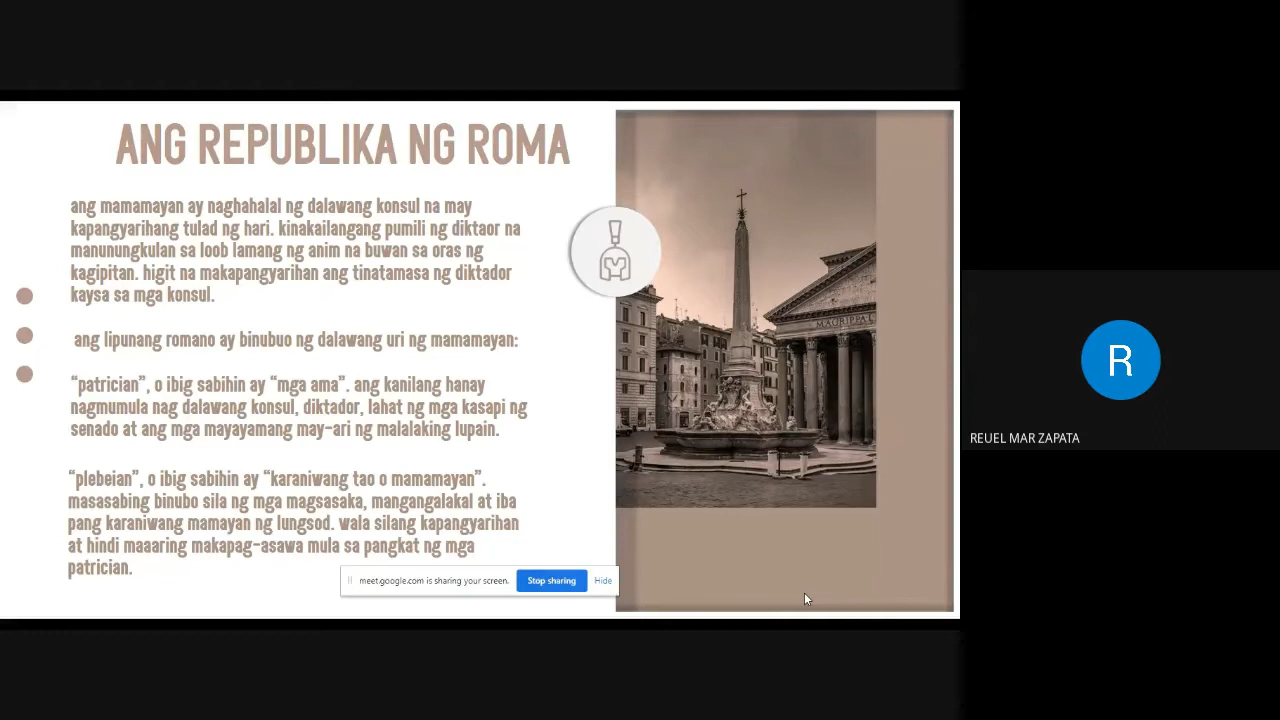 ANG REPUBLIKA NG ROMA
ang mamamayan ay naghahalal ng dalawang konsul na may
kapangyarihang tulad ng hari. kinakailangang pumili ng diktaor na
manunungkulan sa loob lamang ng anim na buwan sa oras ng
kagipitan. higit na makapangyarihan ang tinatamasa ng diktador
kaysa sa mga konsul.
ang lipunang romano ay binubuo ng dalawang uri ng mamamayan:
“patrician”, o ibig sabihin ay “mga ama”. ang kanilang hanay
nagmumula nag dalawang konsul, diktador, lahat ng mga kasapi ng
senado at ang mga mayayamang may-ari ng malalaking lupain.
“plebeian”, o ibig sabihin ay “karaniwang tao o mamamayan”.
masasabing binubo sila ng mga magsasaka, mangangalakal at iba
pang karaniwang mamayan ng lungsod. wala silang kapangyarihan
at hindi maaaring makapag-asawa mula sa pangkat ng mga
patrician.
meet.google.com is sharing your screen.
Stop sharing
Hide
R
REUEL MAR ZAPATA